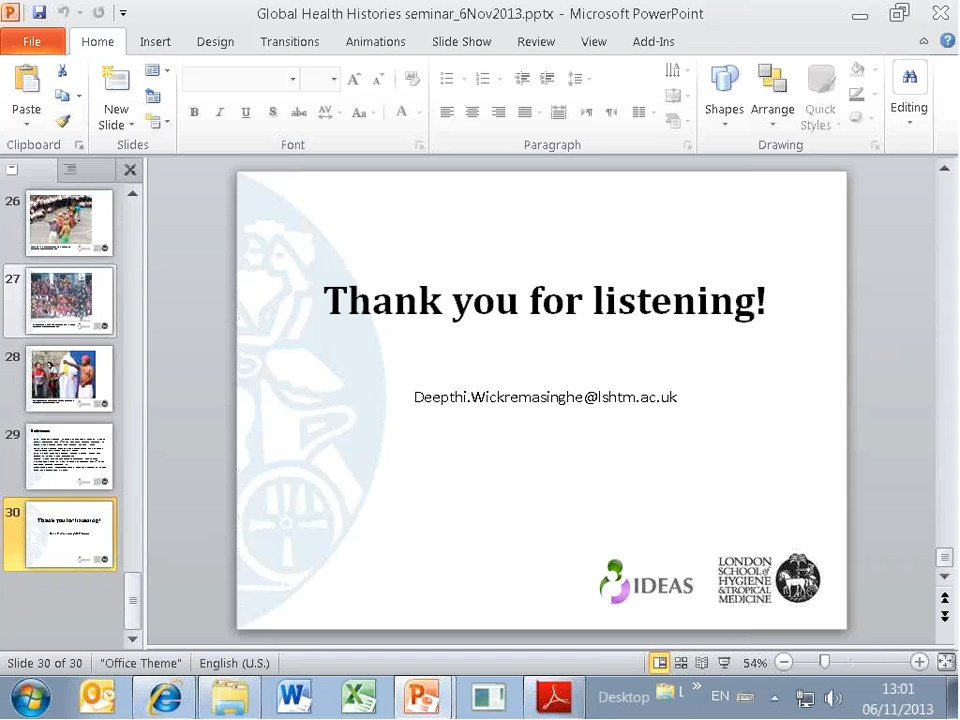 Global Health Histories seminar_6Nov2013.pptx - Microsoft PowerPoint
File Home Insert Design Transitions Animations Slide Show Review View Add-Ins
Paste
New Slide
Shapes Arrange Quick Styles
Editing
Clipboard Slides Font Paragraph Drawing
26
27
28
29
30
Thank you for listening!
Deepthi.Wickremasinghe@lshtm.ac.uk
IDEAS
LONDON
SCHOOL of
HYGIENE
& TROPICAL
MEDICINE
Slide 30 of 30 "Office Theme" English (U.S.) 54%
Desktop EN 13:01
06/11/2013